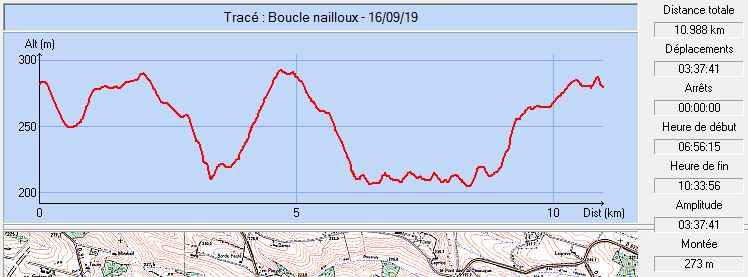 Tracé : Boucle nailloux - 16/09/19
Alt (m)
300
250
200
0
5
10
Dist (km)
Distance totale
10.988 km
Déplacements
03:37:41
Arrêts
00:00:00
Heure de début
06:56:15
Heure de fin
10:33:56
Amplitude
03:37:41
Montée
273 m